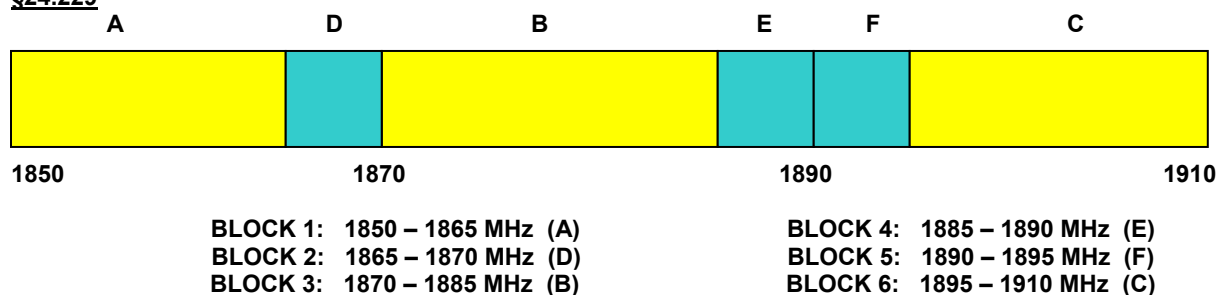 §24.229
A D B E F C
1850 1870 1890 1910
BLOCK 1: 1850 – 1865 MHz (A) BLOCK 4: 1885 – 1890 MHz (E)
BLOCK 2: 1865 – 1870 MHz (D) BLOCK 5: 1890 – 1895 MHz (F)
BLOCK 3: 1870 – 1885 MHz (B) BLOCK 6: 1895 – 1910 MHz (C)